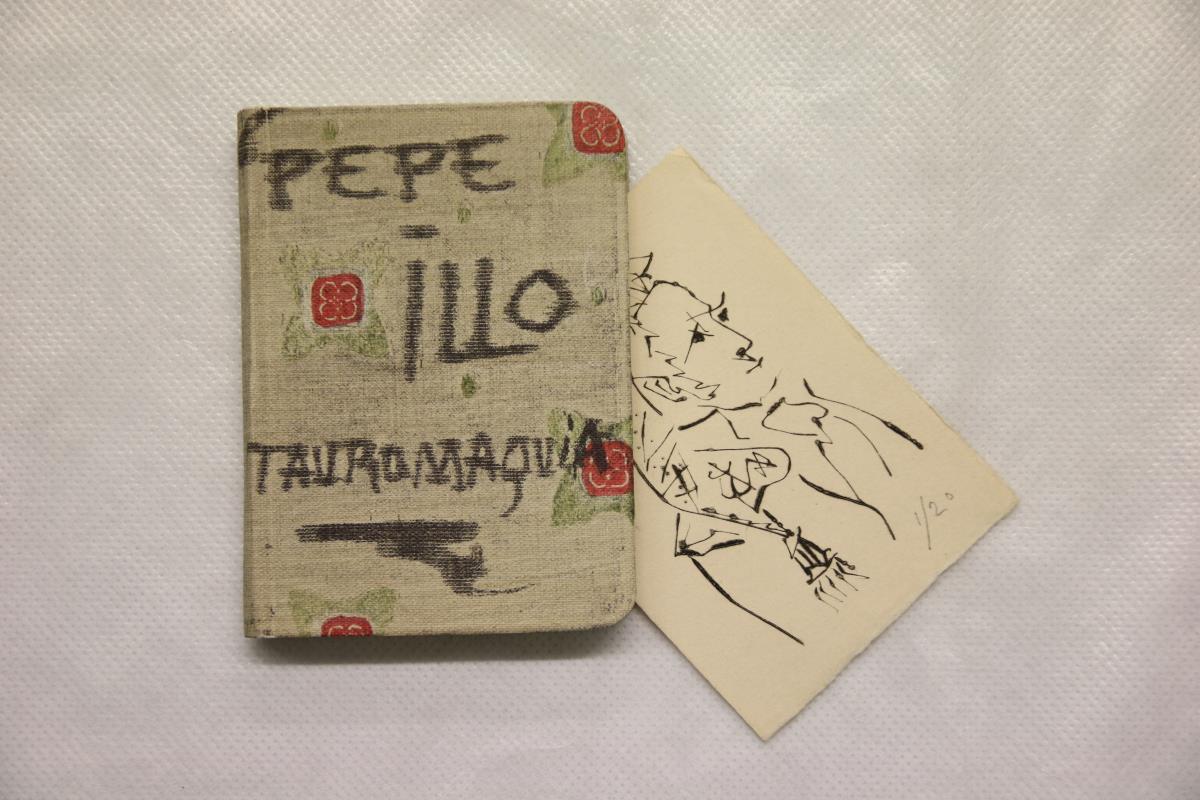 PEPE
-
ILLO
TAUROMAQUIA
1/20